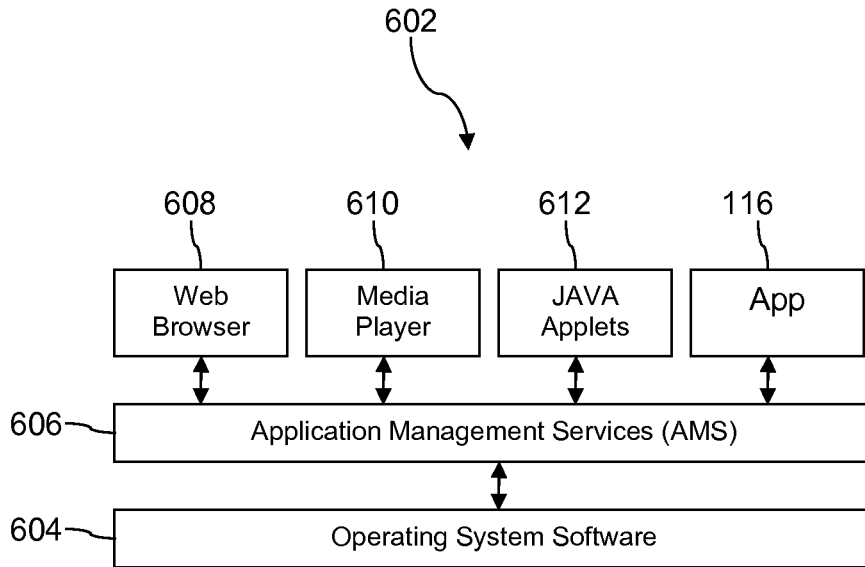 602
608
610
612
116
Web
Browser
Media
Player
JAVA
Applets
App
606
Application Management Services (AMS)
604
Operating System Software